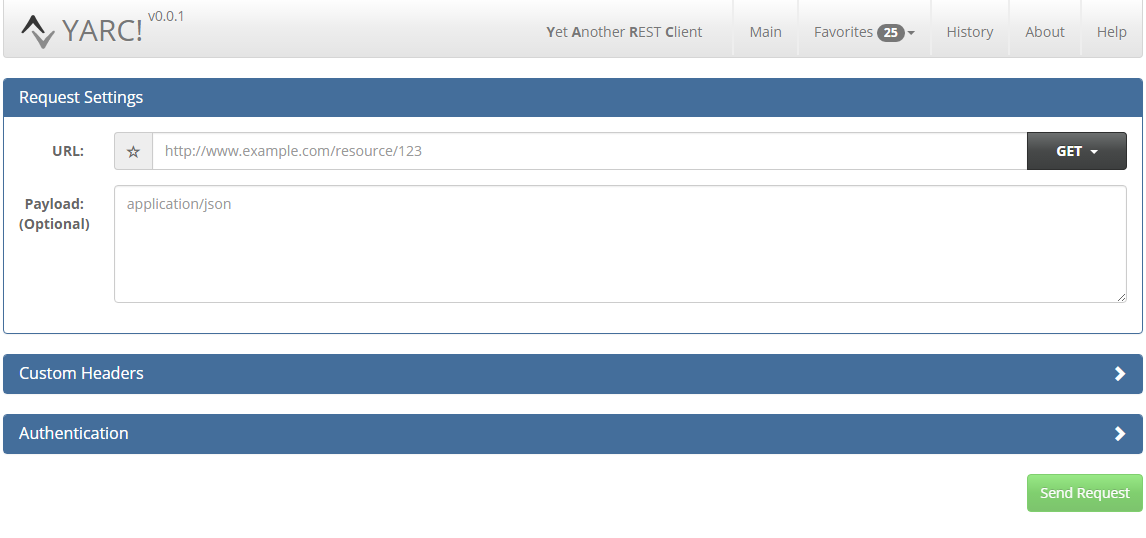 YARC! v0.0.1
Yet Another REST Client Main Favorites 25 History About Help
Request Settings
URL: http://www.example.com/resource/123 GET
Payload: application/json
(Optional)
Custom Headers
Authentication
Send Request